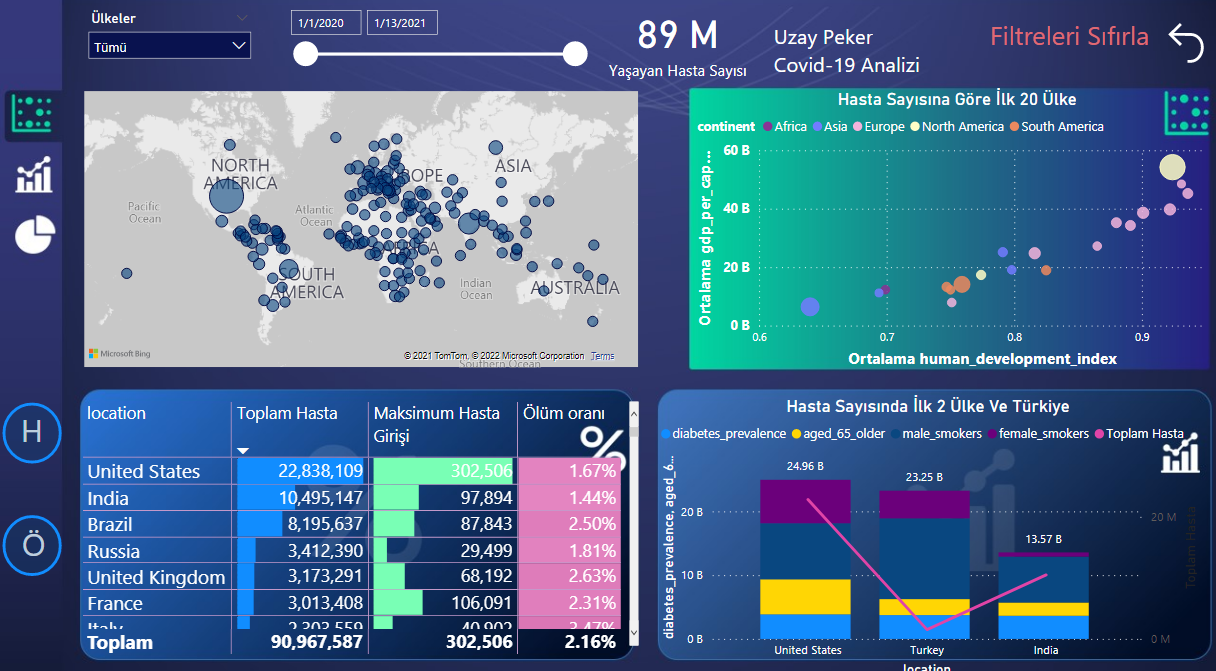 Ülkeler
Tümü
1/1/2020
1/13/2021
89 M
Yaşayan Hasta Sayısı
Uzay Peker
Covid-19 Analizi
Filtreleri Sıfırla
NORTH
AMERICA
ASIA
Pacific
Ocean
Atlantic
Ocean
SOUTH
AMERICA
Indian
Ocean
AUSTRALIA
Microsoft Bing
© 2021 TomTom, © 2022 Microsoft Corporation Terms
Southern Ocean
Hasta Sayısına Göre İlk 20 Ülke
continent Africa Asia Europe North America South America
Ortalama gdp_per_cap ...
60 B
40 B
20 B
0 B
0.6 0.7 0.8 0.9
Ortalama human_development_index
H
Ö
location Toplam Hasta Maksimum Hasta Girişi Ölüm oranı
%
United States 22,838,109 302,506 1.67%
India 10,495,147 97,894 1.44%
Brazil 8,195,637 87,843 2.50%
Russia 3,412,390 29,499 1.81%
United Kingdom 3,173,291 68,192 2.63%
France 3,013,408 106,091 2.31%
Italy 2,303,559 40,902 3.47%
Toplam 90,967,587 302,506 2.16%
Hasta Sayısında İlk 2 Ülke Ve Türkiye
diabetes_prevalence aged_65_older male_smokers female_smokers Toplam Hasta
diabetes_prevalence, aged_6...
20 B
10 B
0 B
24.96 B
23.25 B
13.57 B
20 M
0 M
Toplam Hasta
United States Turkey India
location